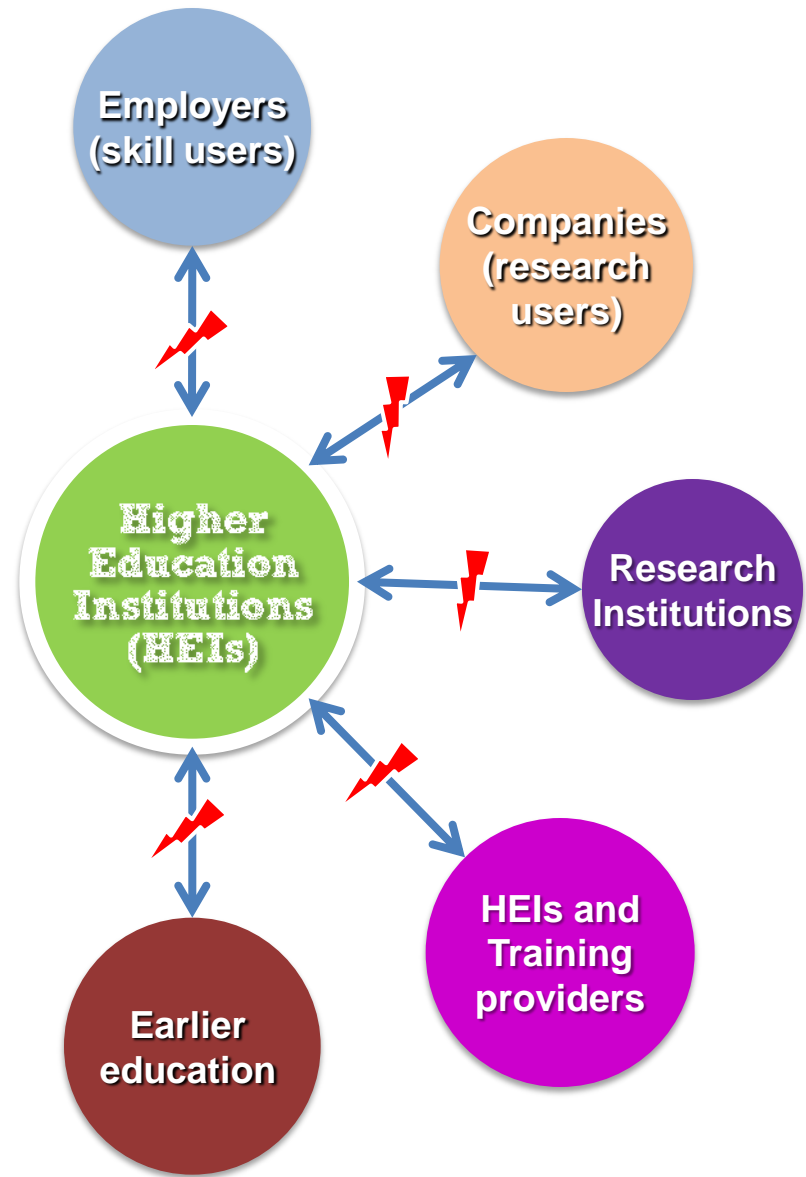 Employers
(skill users)
Companies
(research
users)
Higher
Education
Institutions
(HEIs)
Research
Institutions
HEIs and
Training
providers
Earlier
education